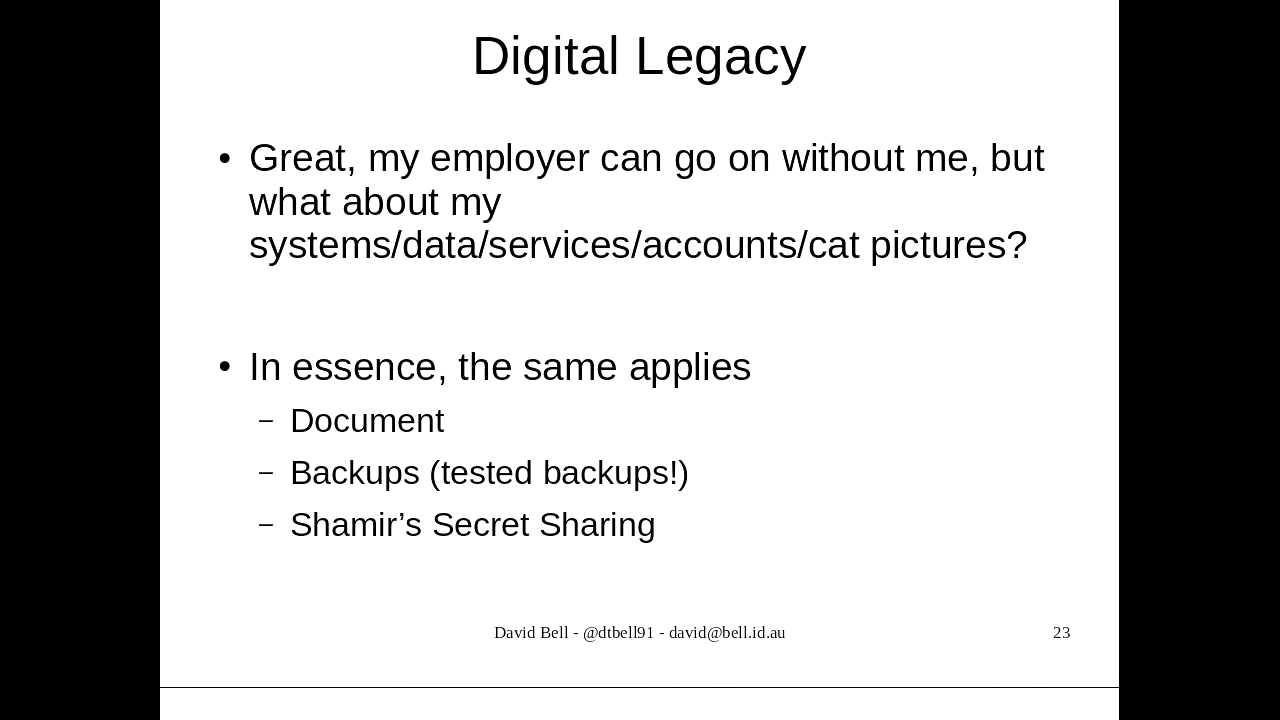 Digital Legacy
• Great, my employer can go on without me, but
what about my
systems/data/services/accounts/cat pictures?
• In essence, the same applies
– Document
– Backups (tested backups!)
– Shamir’s Secret Sharing
David Bell - @dtbell91 - david@bell.id.au 23